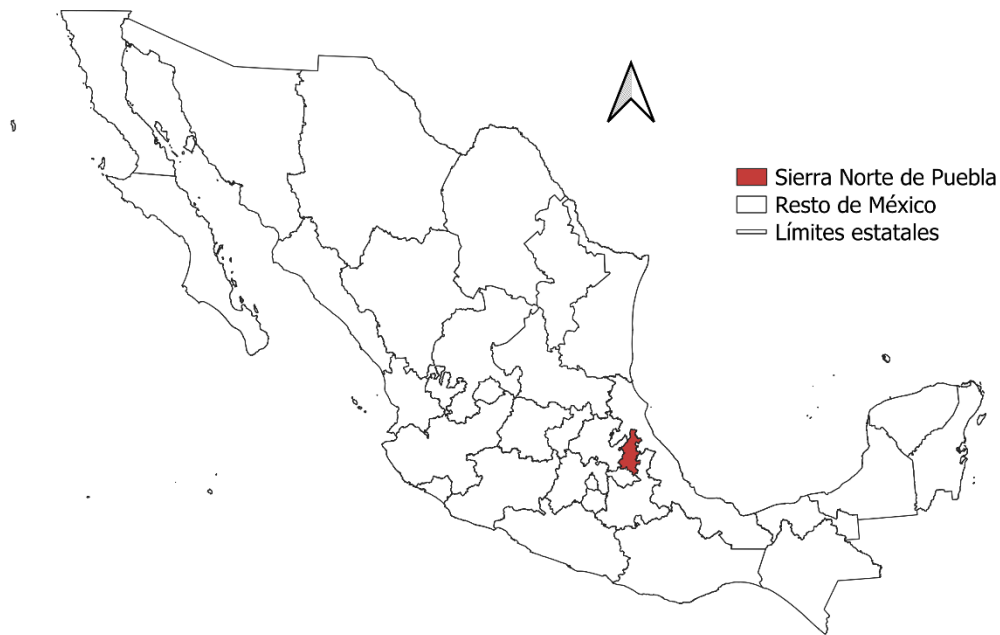 Sierra Norte de Puebla
Resto de México
Límites estatales